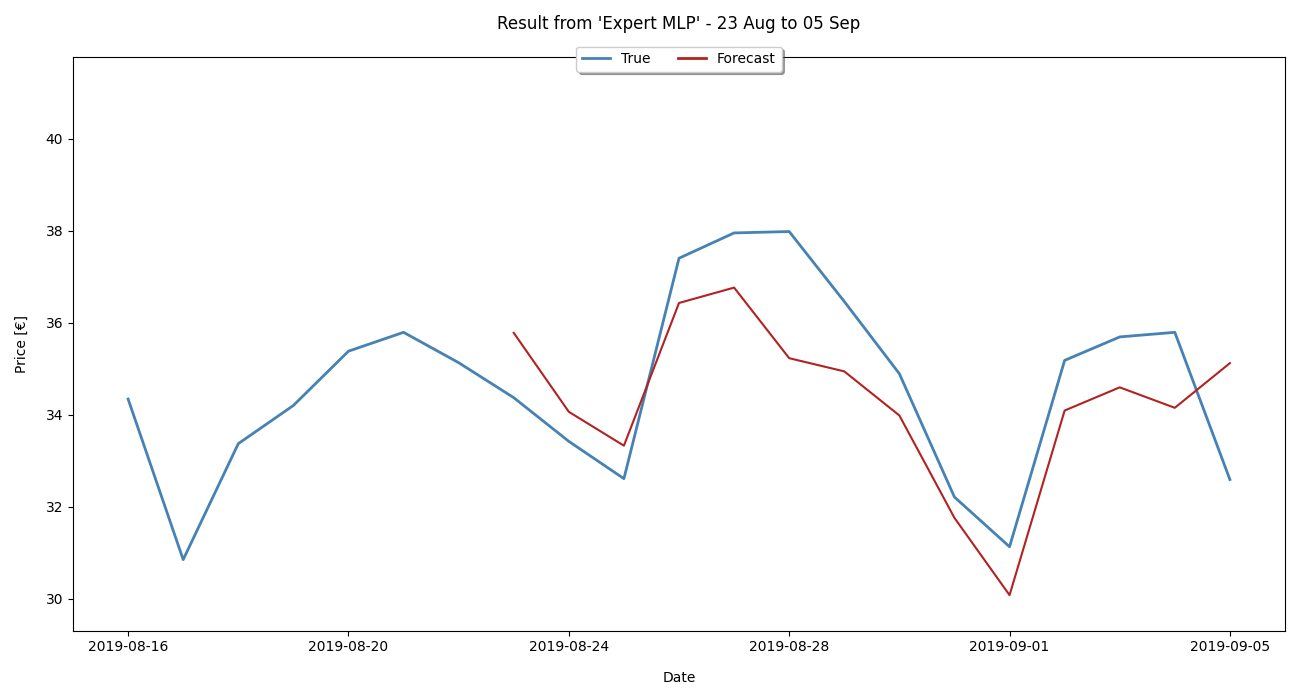 Result from 'Expert MLP' - 23 Aug to 05 Sep
True Forecast
40
38
36
34
32
30
Price [€]
2019-08-16 2019-08-20 2019-08-24 2019-08-28 2019-09-01 2019-09-05
Date